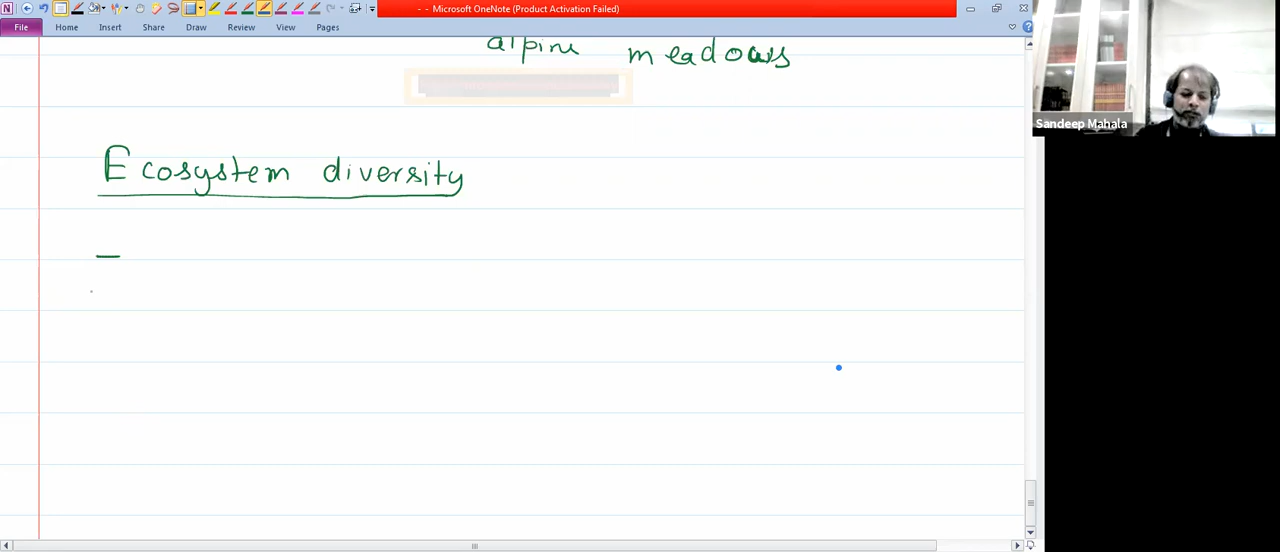 - - Microsoft OneNote (Product Activation Failed)
File Home Insert Share Draw Review View Pages
alpine meadows
Sandeep Mahala
Ecosystem diversity
—